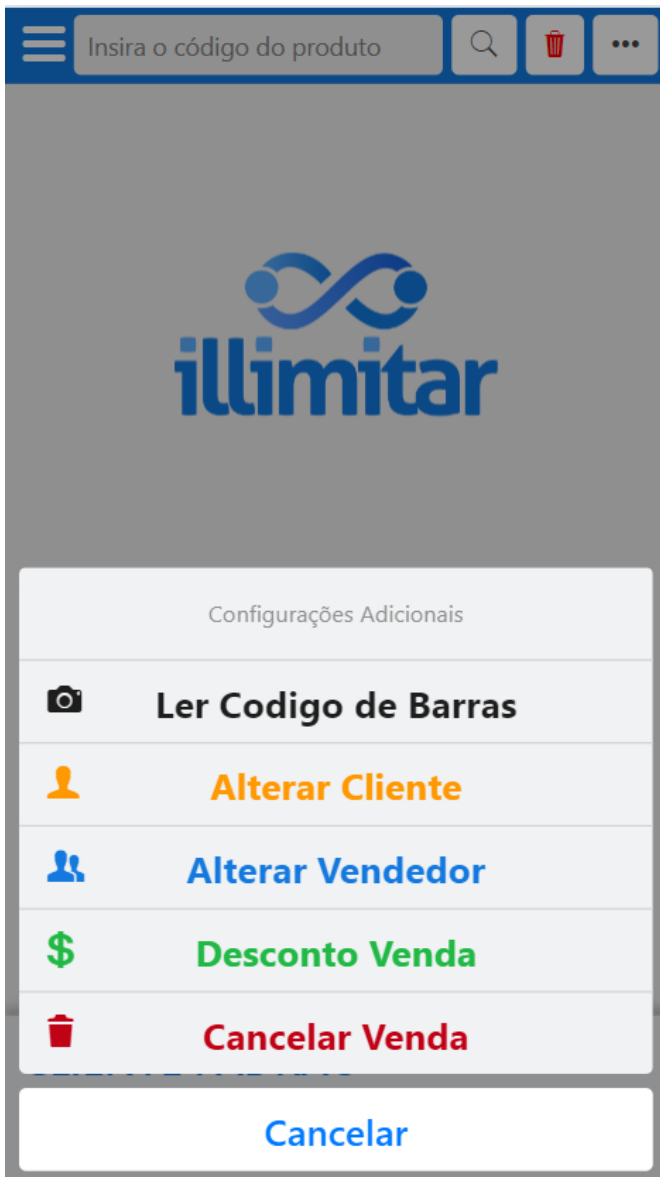 Insira o código do produto
illimitar
Configurações Adicionais
Ler Codigo de Barras
Alterar Cliente
Alterar Vendedor
Desconto Venda
Cancelar Venda
Cancelar